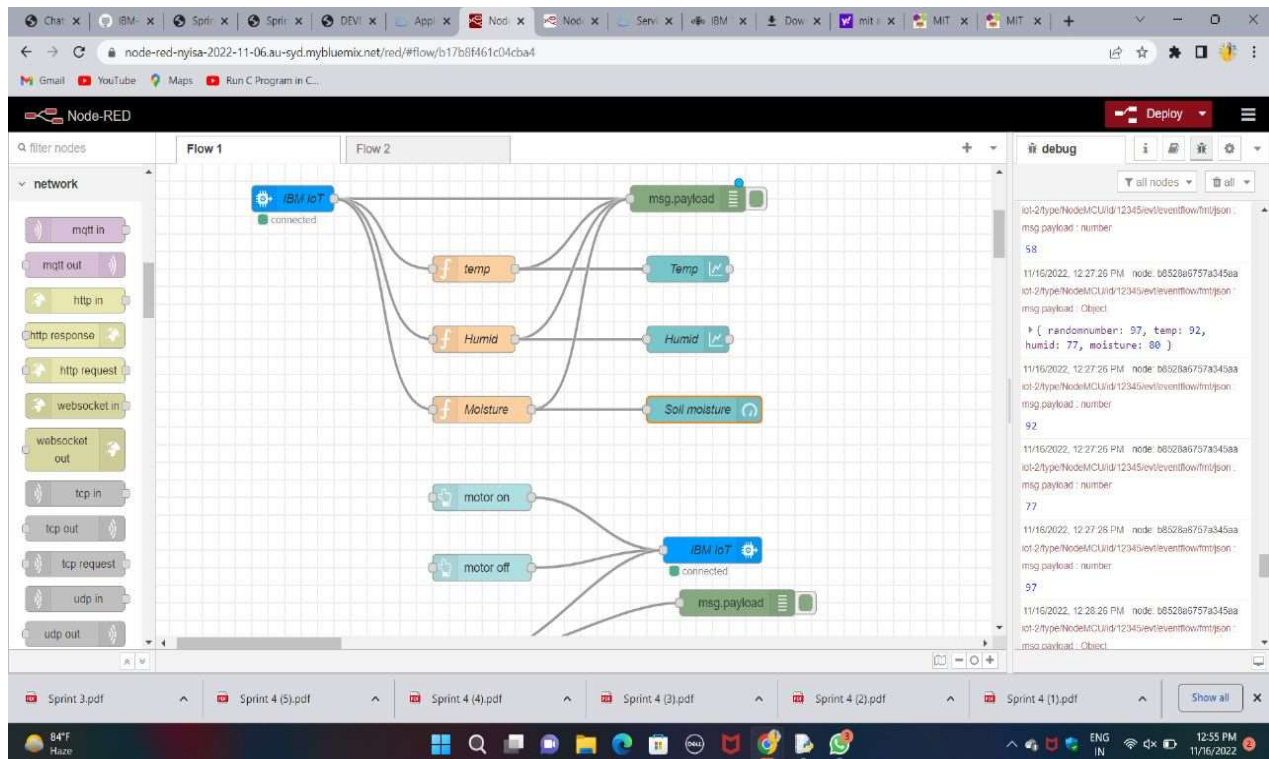 Chat
IBM-
Sprin
Sprin
DEVI
Appl
Nod
Nod
Servi
IBM
Dow
mit a
MIT
MIT
node-red-nyisa-2022-11-06.au-syd.mybluemix.net/red/#flow/b17b8f461c04cba4
Gmail YouTube Maps Run C Program in C...
Node-RED
Deploy
filter nodes
Flow 1
Flow 2
debug
all nodes
all
network
mqtt in
mqtt out
http in
http response
http request
websocket in
websocket
out
tcp in
tcp out
tcp request
udp in
udp out
IBM IoT
connected
msg.payload
temp
Temp
Humid
Humid
Moisture
Soil moisture
motor on
motor off
IBM IoT
connected
msg.payload
iot-2/type/NodeMCU/id/12345/evt/eventflow/fmt/json :
msg.payload : number
58
11/16/2022, 12:27:26 PM node: b8528a6757a345aa
iot-2/type/NodeMCU/id/12345/evt/eventflow/fmt/json :
msg.payload : Object
{ randomnumber: 97, temp: 92,
humid: 77, moisture: 80 }
11/16/2022, 12:27:26 PM node: b8528a6757a345aa
iot-2/type/NodeMCU/id/12345/evt/eventflow/fmt/json :
msg.payload : number
92
11/16/2022, 12:27:26 PM node: b8528a6757a345aa
iot-2/type/NodeMCU/id/12345/evt/eventflow/fmt/json :
msg.payload : number
77
11/16/2022, 12:27:26 PM node: b8528a6757a345aa
iot-2/type/NodeMCU/id/12345/evt/eventflow/fmt/json :
msg.payload : number
97
11/16/2022, 12:28:26 PM node: b8528a6757a345aa
iot-2/type/NodeMCU/id/12345/evt/eventflow/fmt/json :
msg.payload : Object
Sprint 3.pdf
Sprint 4 (5).pdf
Sprint 4 (4).pdf
Sprint 4 (3).pdf
Sprint 4 (2).pdf
Sprint 4 (1).pdf
Show all
84°F
Haze
DELL
ENG
IN
12:55 PM
11/16/2022